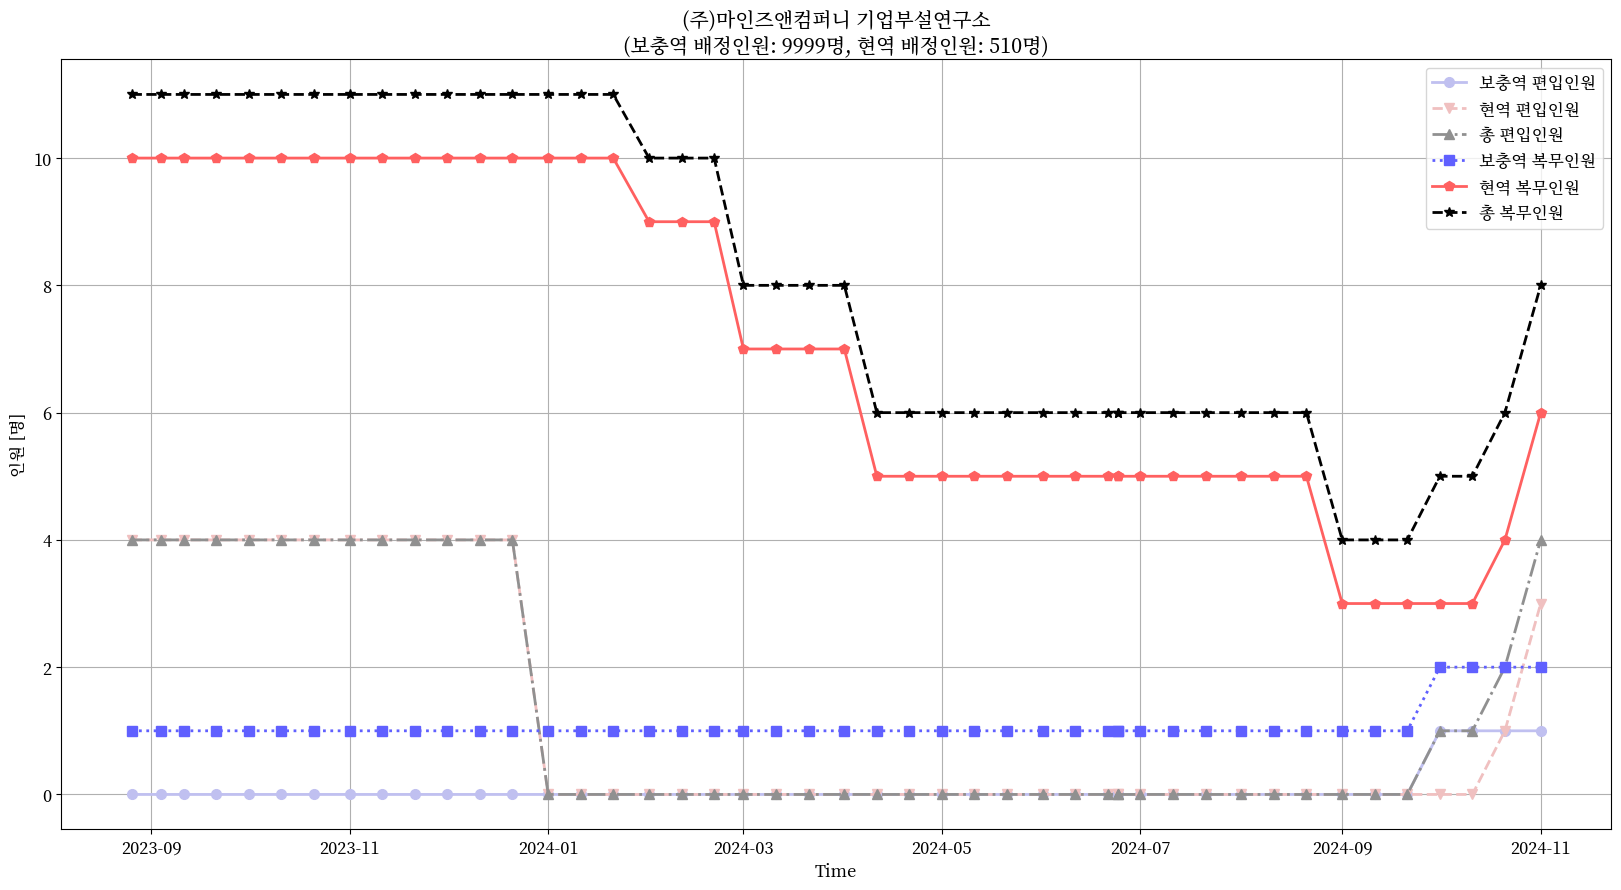 (주)마인즈앤컴퍼니 기업부설연구소
(보충역 배정인원: 9999명, 현역 배정인원: 510명)
보충역 편입인원
현역 편입인원
총 편입인원
보충역 복무인원
현역 복무인원
총 복무인원
10
8
6
4
2
0
인원 [명]
2023-09
2023-11
2024-01
2024-03
2024-05
2024-07
2024-09
2024-11
Time